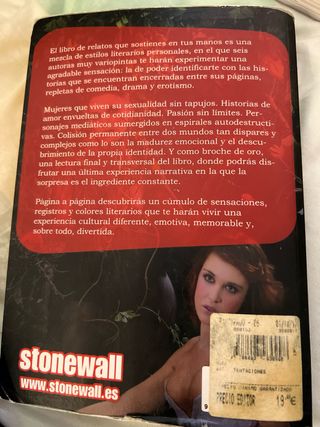 El libro de relatos que sostienes en tus manos es una
mezcla de estilos literarios personales, en el que seis
autoras muy variopintas te harán experimentar una
agradable sensación: la de poder identificarte con las his-
torias que se encuentran encerradas entre sus páginas,
repletas de comedia, drama y erotismo.
Mujeres que viven su sexualidad sin tapujos. Historias de
amor envueltas de cotidianidad. Pasión sin límites. Per-
sonajes mediáticos sumergidos en espirales autodestructi-
vas. Colisión permanente entre dos mundos tan dispares y
complejos como lo son la madurez emocional y el descu-
brimiento de la propia identidad. Y como broche de oro,
una lectura final y transversal del libro, donde podrás dis-
frutar una última experiencia narrativa en la que la
sorpresa es el ingrediente constante.
Página a página descubrirás un cúmulo de sensaciones,
registros y colores literarios que te harán vivir una
experiencia cultural diferente, emotiva, memorable y,
sobre todo, divertida.
stonewall
www.stonewall.es
TENTACIONES
PRECIO EDITOR
9